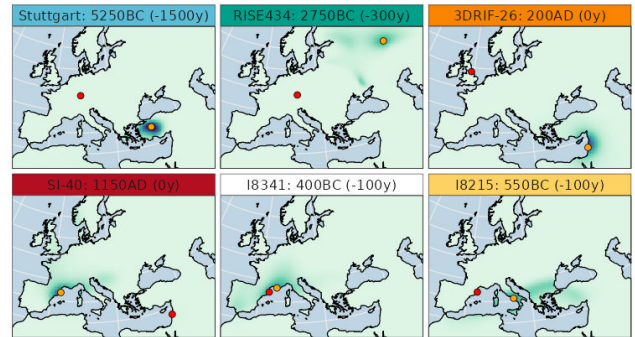 Stuttgart: 5250BC (-1500y)
RISE434: 2750BC (-300y)
3DRIF-26: 200AD (0y)
SI-40: 1150AD (0y)
I8341: 400BC (-100y)
I8215: 550BC (-100y)